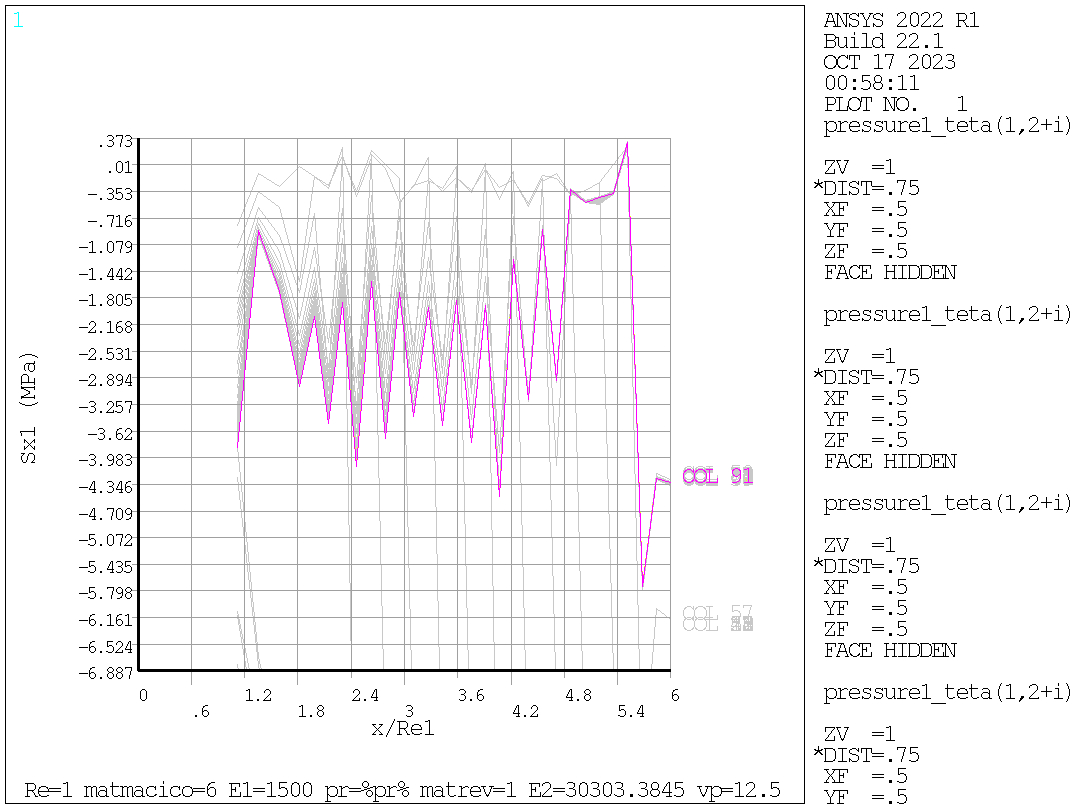 1
ANSYS 2022 R1
Build 22.1
OCT 17 2023
00:58:11
PLOT NO.   1
pressure1_teta(1,2+i)
ZV  =1
*DIST=.75
XF  =.5
YF  =.5
ZF  =.5
FACE HIDDEN
pressure1_teta(1,2+i)
ZV  =1
*DIST=.75
XF  =.5
YF  =.5
ZF  =.5
FACE HIDDEN
pressure1_teta(1,2+i)
ZV  =1
*DIST=.75
XF  =.5
YF  =.5
ZF  =.5
FACE HIDDEN
pressure1_teta(1,2+i)
ZV  =1
*DIST=.75
XF  =.5
YF  =.5
.373
.01
-.353
-.716
-1.079
-1.442
-1.805
-2.168
-2.531
-2.894
-3.257
-3.62
-3.983
-4.346
-4.709
-5.072
-5.435
-5.798
-6.161
-6.524
-6.887
Sx1 (MPa)
COL 91
COL 57
COL
0 1.2 2.4 3.6 4.8 6
.6 1.8 3 4.2 5.4
x/Re1
Re=1 matmacico=6 E1=1500 pr=%pr% matrev=1 E2=30303.3845 vp=12.5